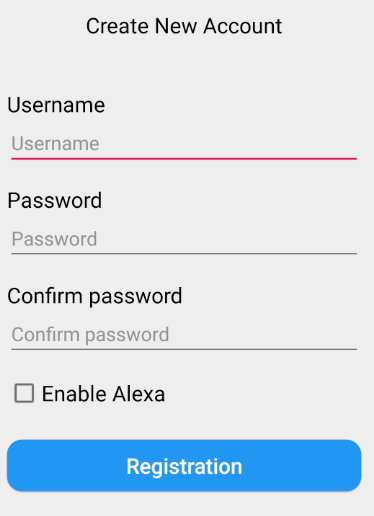 Create New Account
Username
Username
Password
Password
Confirm password
Confirm password
Enable Alexa
Registration